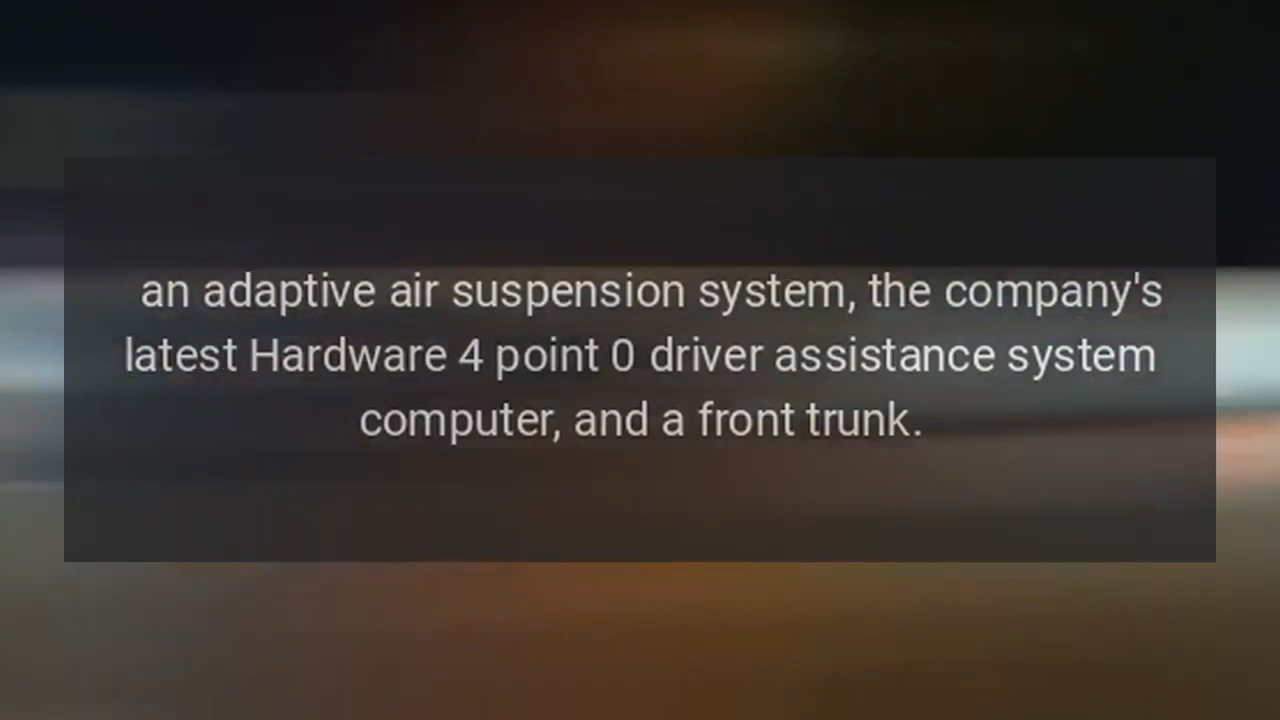 an adaptive air suspension system, the company's
latest Hardware 4 point 0 driver assistance system
computer, and a front trunk.